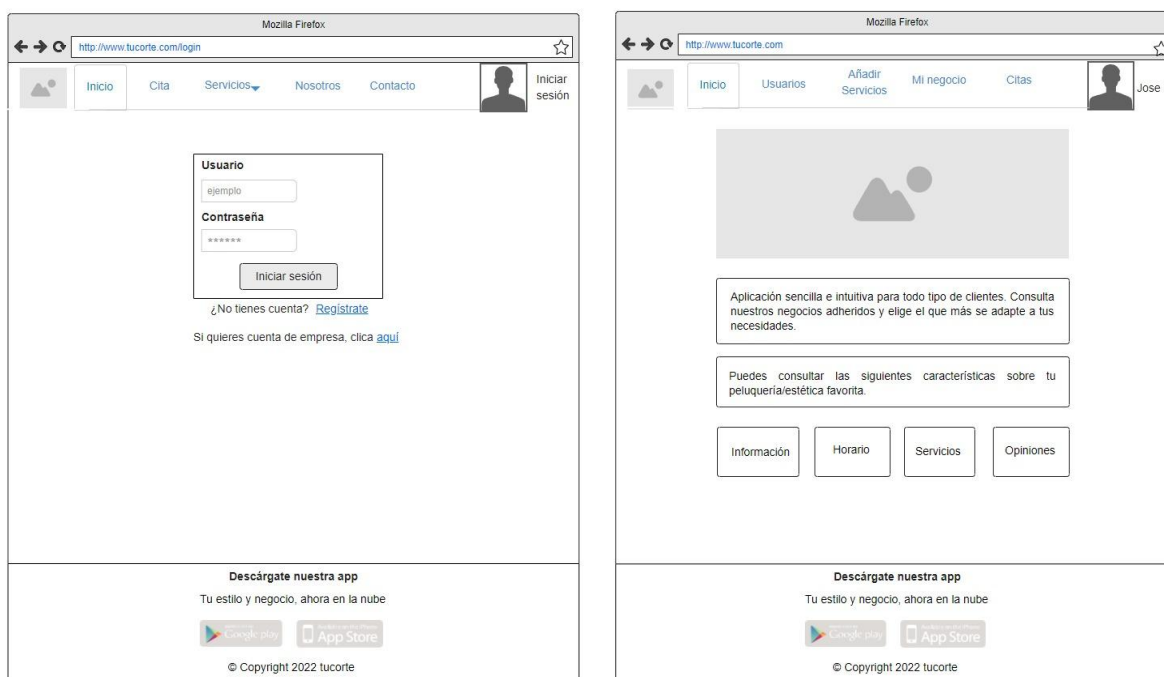 Mozilla Firefox
http://www.tucorte.com/login
Inicio
Cita
Servicios
Nosotros
Contacto
Iniciar
sesión
Usuario
ejemplo
Contraseña
******
Iniciar sesión
¿No tienes cuenta? Regístrate
Si quieres cuenta de empresa, clica aquí
Descárgate nuestra app
Tu estilo y negocio, ahora en la nube
Google play
App Store
© Copyright 2022 tucorte
Mozilla Firefox
http://www.tucorte.com
Inicio
Usuarios
Añadir
Servicios
Mi negocio
Citas
Jose
Aplicación sencilla e intuitiva para todo tipo de clientes. Consulta
nuestros negocios adheridos y elige el que más se adapte a tus
necesidades.
Puedes consultar las siguientes características sobre tu
peluquería/estética favorita.
Información
Horario
Servicios
Opiniones
Descárgate nuestra app
Tu estilo y negocio, ahora en la nube
Google play
App Store
© Copyright 2022 tucorte